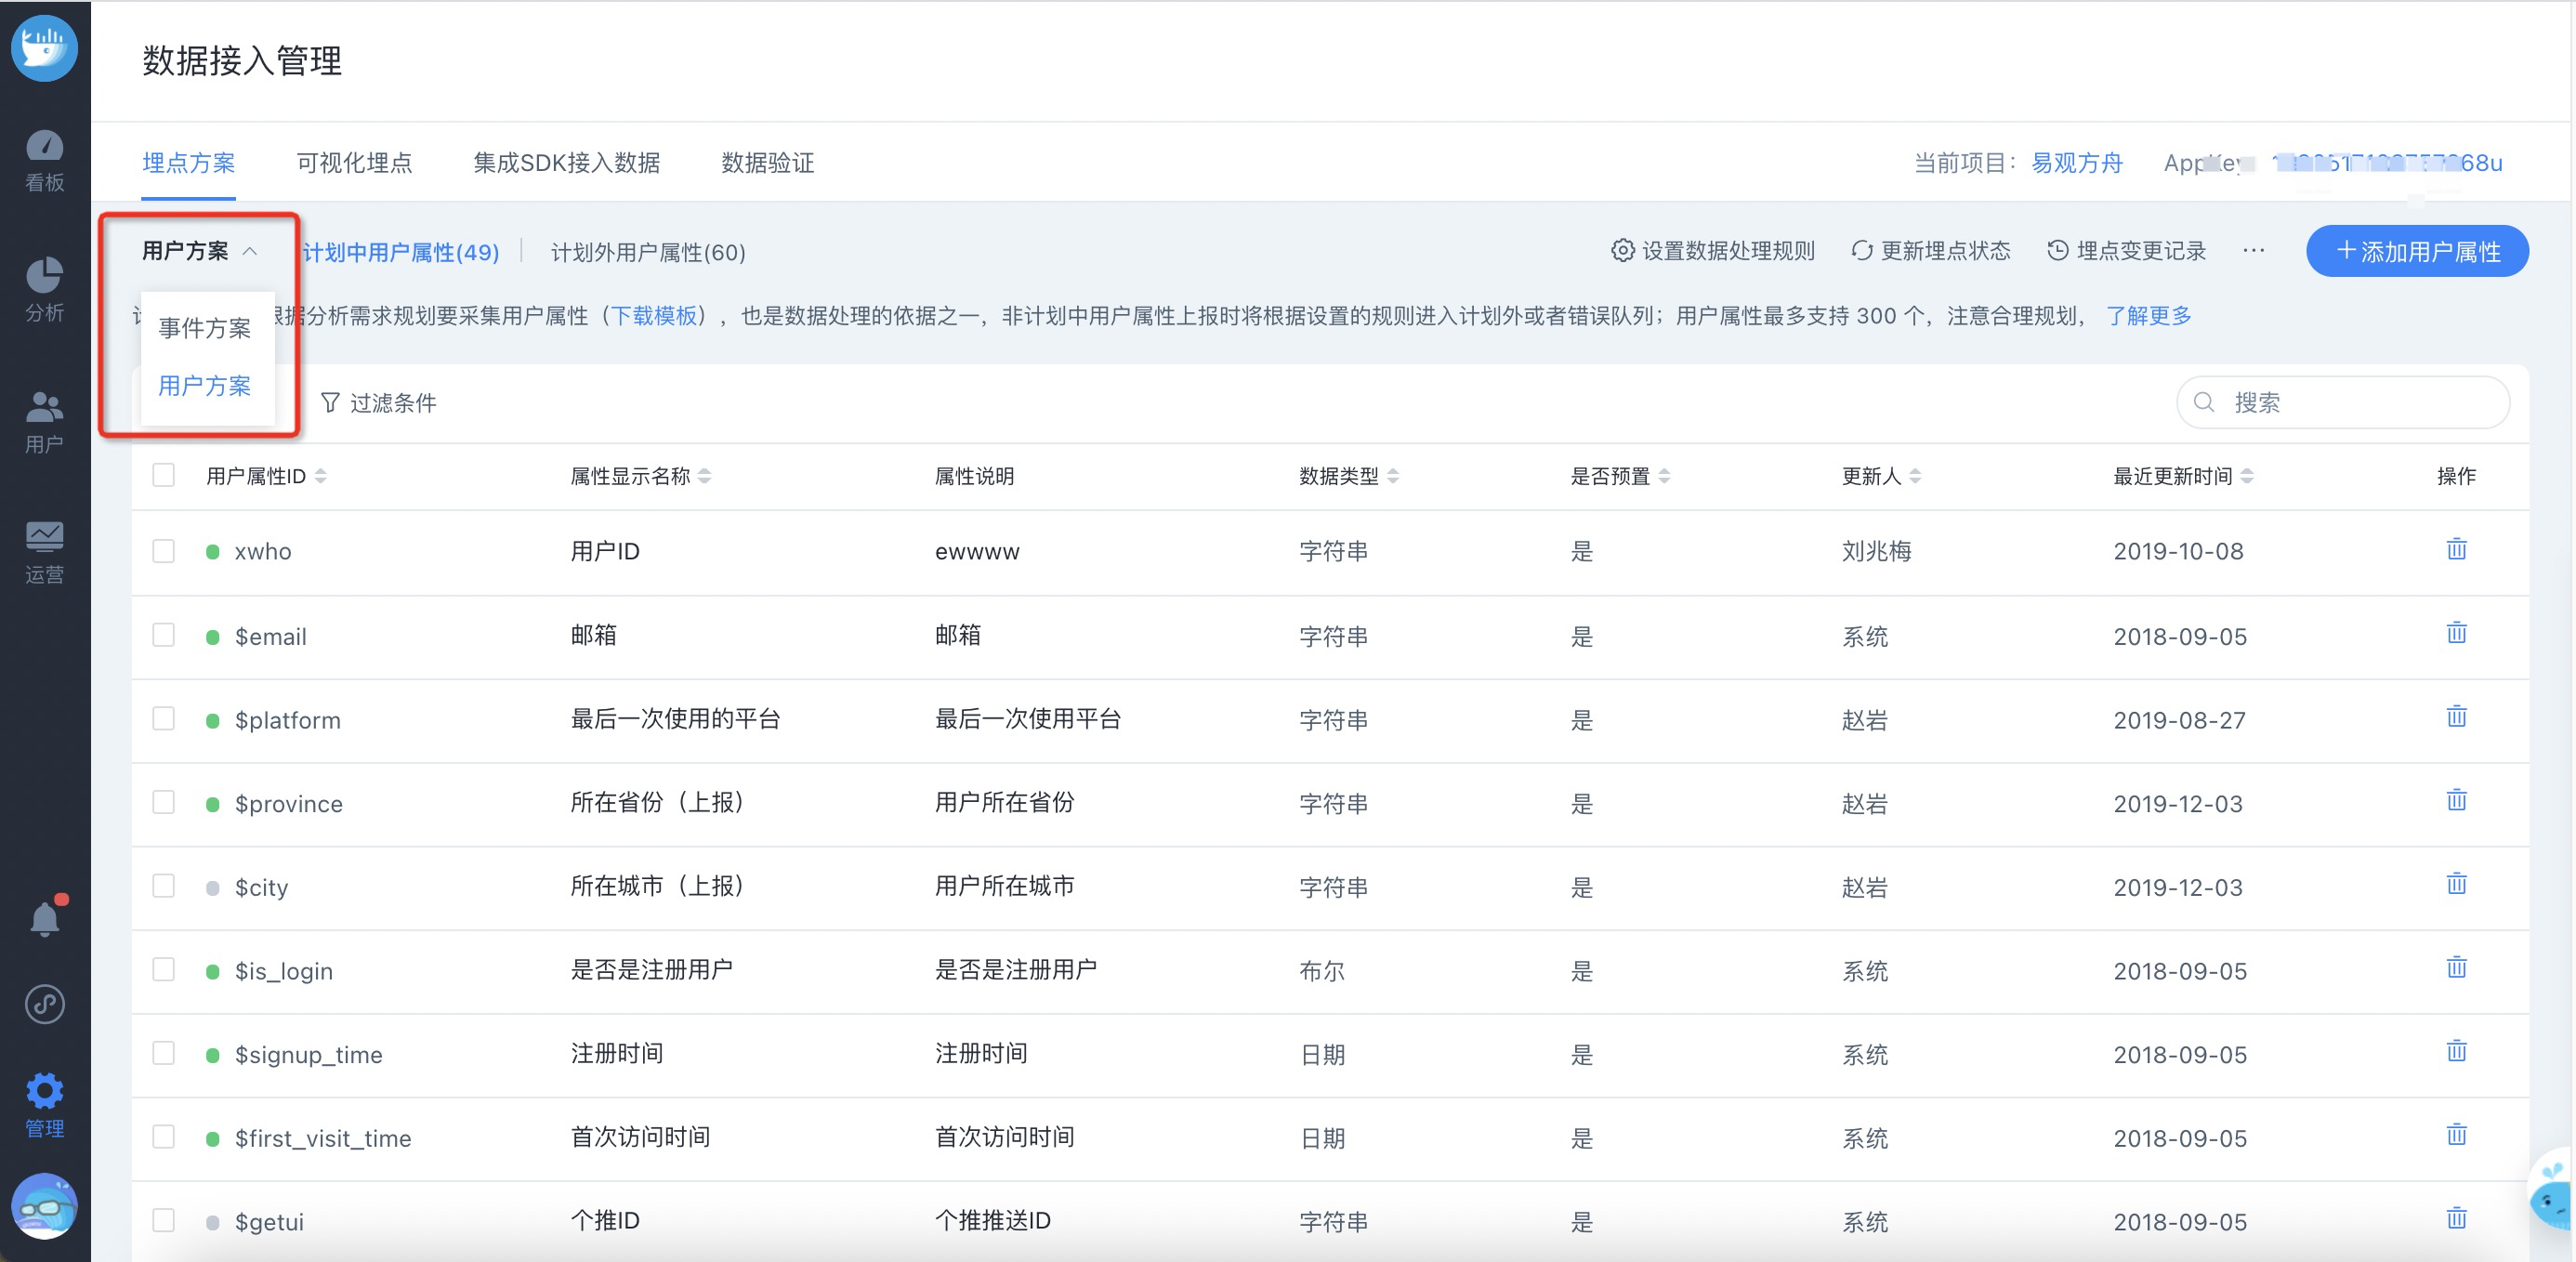 数据接入管理
埋点方案 可视化埋点 集成SDK接入数据 数据验证 当前项目：易观方舟 AppKey 68u
用户方案 计划中用户属性(49) 计划外用户属性(60) 设置数据处理规则 更新埋点状态 埋点变更记录 ··· +添加用户属性
根据分析需求规划要采集用户属性（下载模板），也是数据处理的依据之一，非计划中用户属性上报时将根据设置的规则进入计划外或者错误队列；用户属性最多支持 300 个，注意合理规划， 了解更多
事件方案
用户方案
过滤条件 搜索
用户属性ID 属性显示名称 属性说明 数据类型 是否预置 更新人 最近更新时间 操作
xwho 用户ID ewwww 字符串 是 刘兆梅 2019-10-08
$email 邮箱 邮箱 字符串 是 系统 2018-09-05
$platform 最后一次使用的平台 最后一次使用平台 字符串 是 赵岩 2019-08-27
$province 所在省份（上报） 用户所在省份 字符串 是 赵岩 2019-12-03
$city 所在城市（上报） 用户所在城市 字符串 是 赵岩 2019-12-03
$is_login 是否是注册用户 是否是注册用户 布尔 是 系统 2018-09-05
$signup_time 注册时间 注册时间 日期 是 系统 2018-09-05
$first_visit_time 首次访问时间 首次访问时间 日期 是 系统 2018-09-05
$getui 个推ID 个推推送ID 字符串 是 系统 2018-09-05
看板
分析
用户
运营
管理